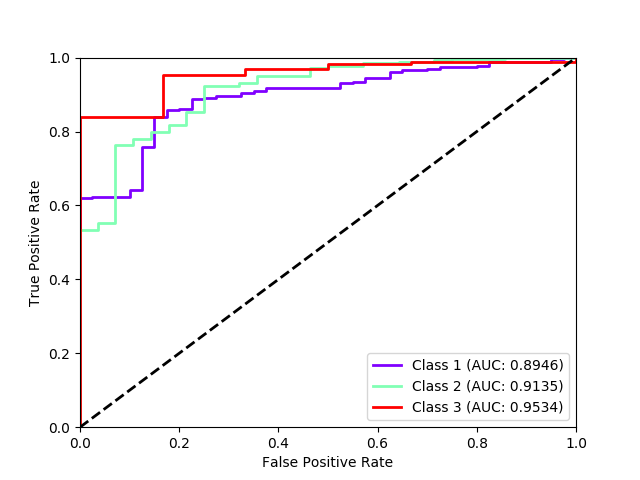 1.0
0.8
0.6
0.4
0.2
0.0
True Positive Rate
Class 1 (AUC: 0.8946)
Class 2 (AUC: 0.9135)
Class 3 (AUC: 0.9534)
0.0 0.2 0.4 0.6 0.8 1.0
False Positive Rate